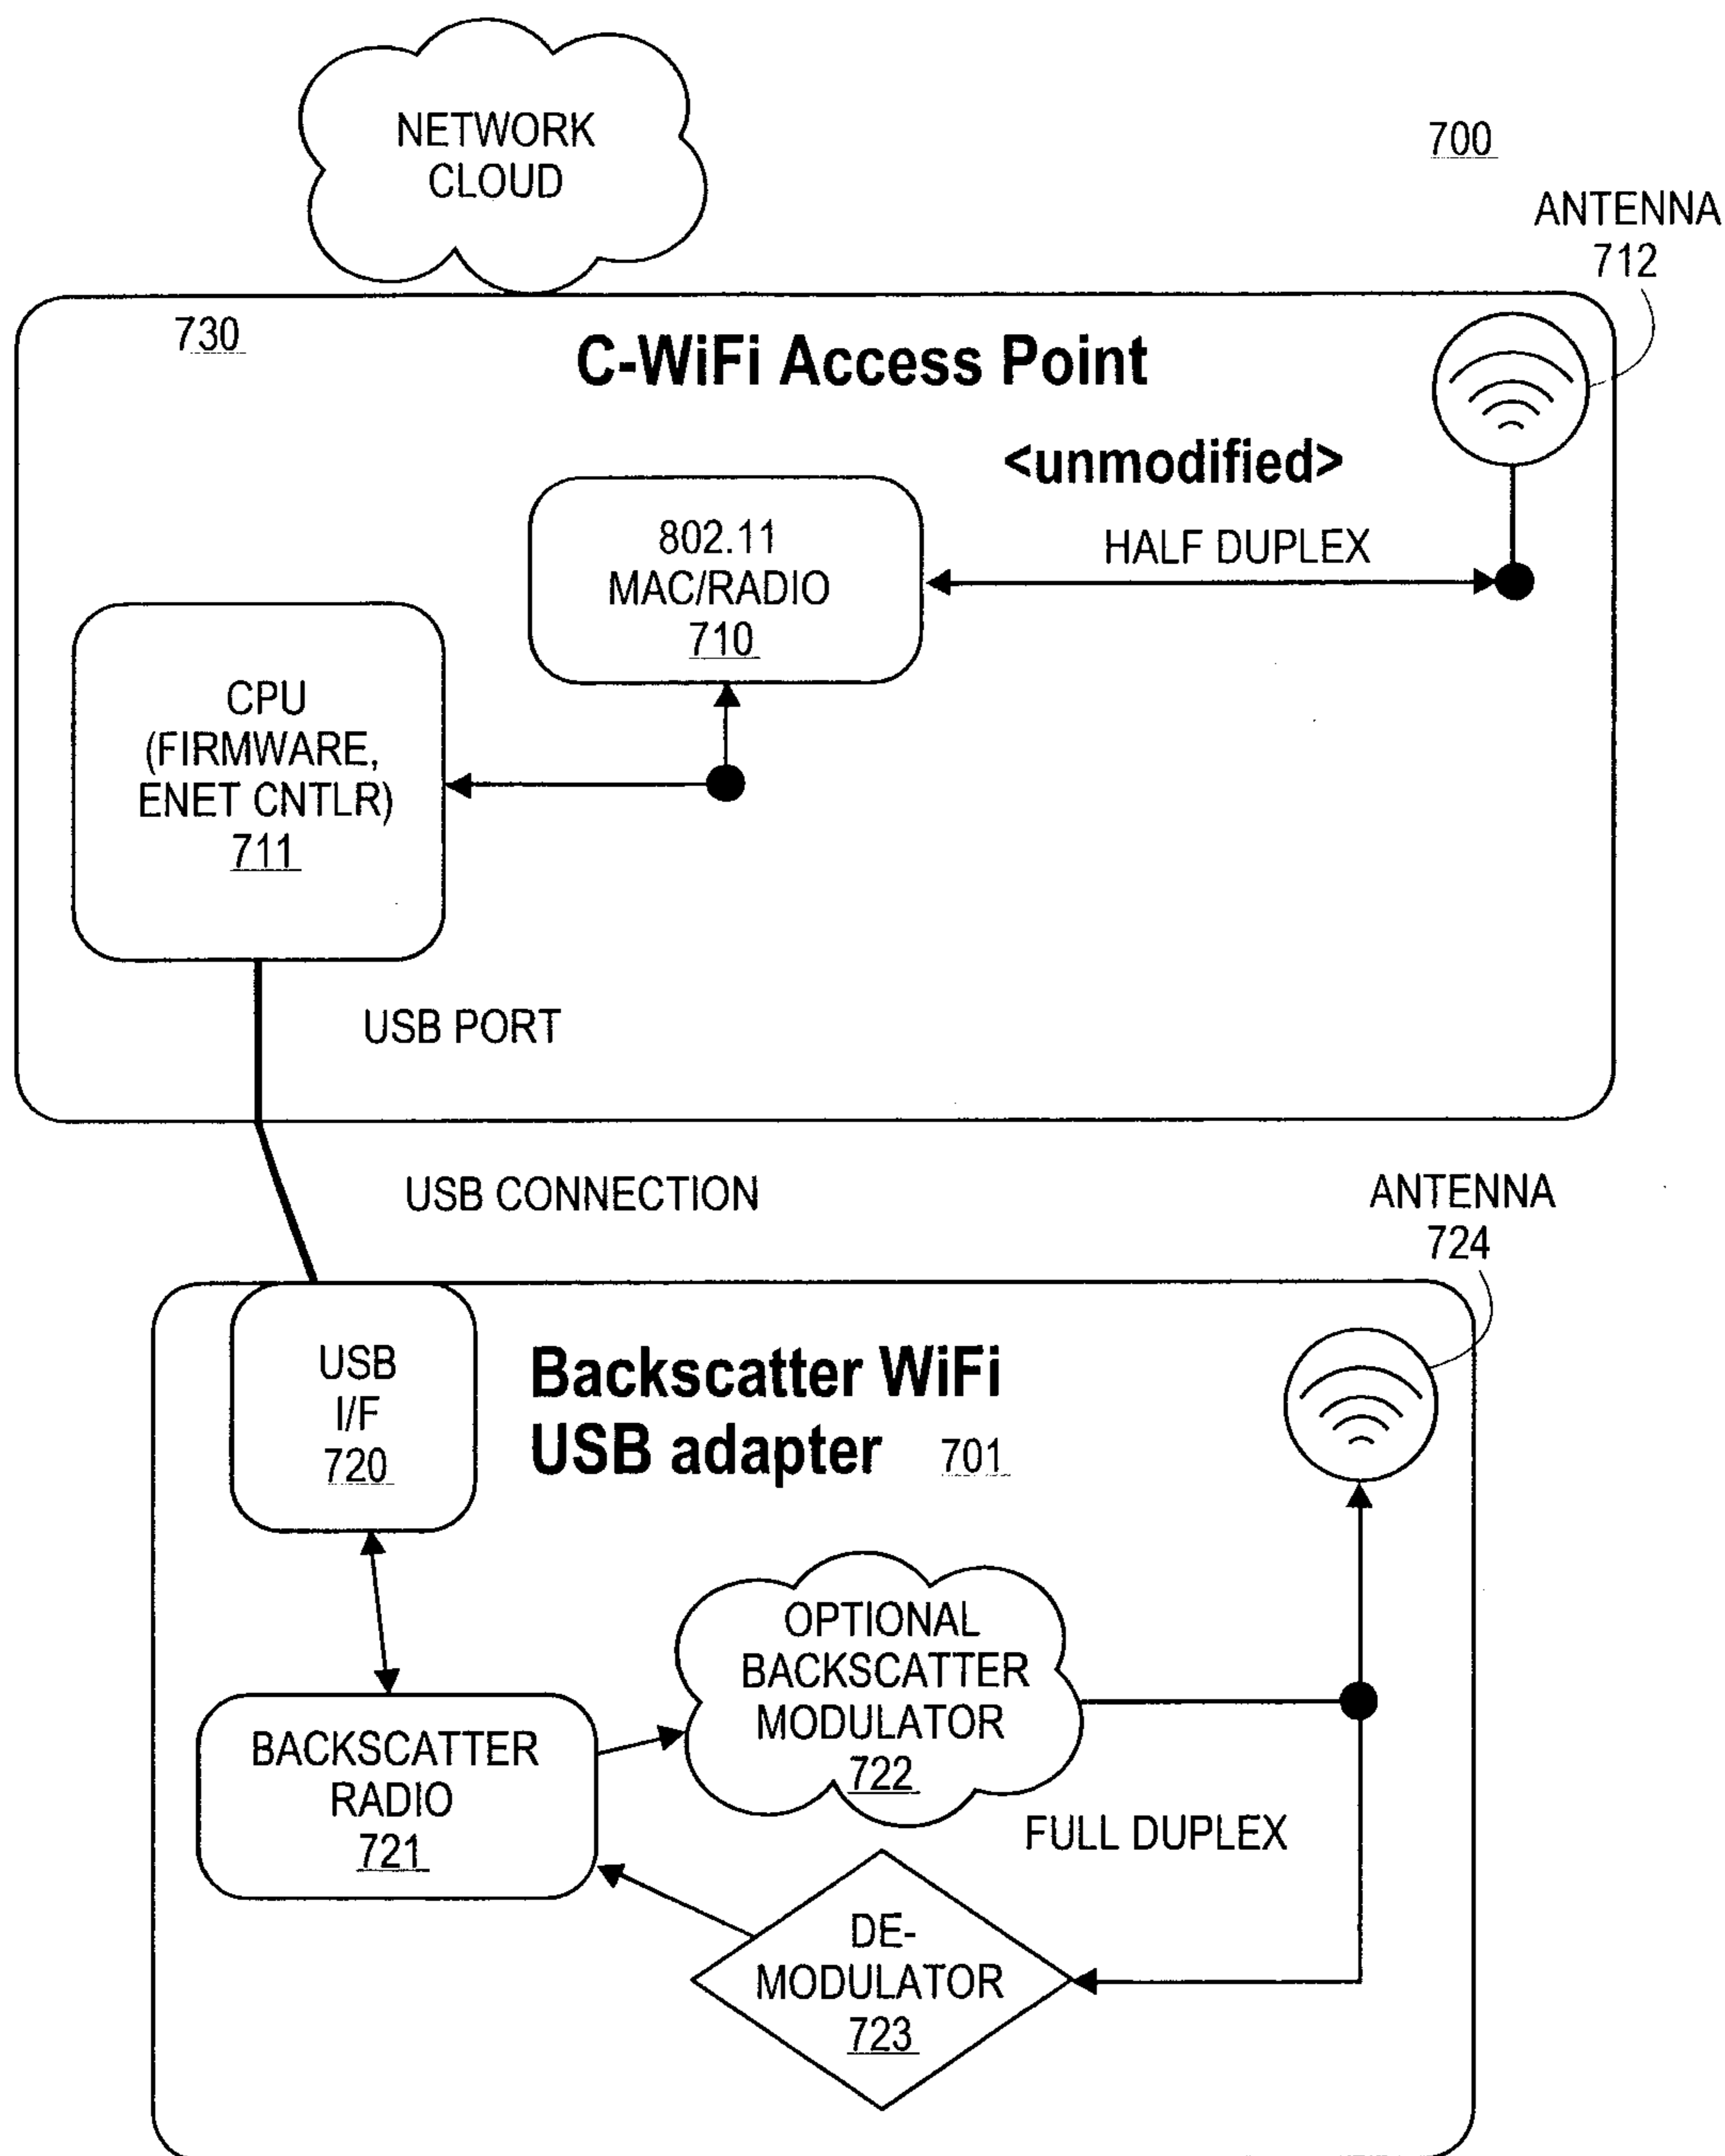 NETWORK
CLOUD
700
ANTENNA
712
730
C-WiFi Access Point
<unmodified>
802.11
MAC/RADIO
710
HALF DUPLEX
CPU
(FIRMWARE,
ENET CNTLR)
711
USB PORT
USB CONNECTION
ANTENNA
724
USB
I/F
720
Backscatter WiFi
USB adapter 701
OPTIONAL
BACKSCATTER
MODULATOR
722
BACKSCATTER
RADIO
721
FULL DUPLEX
DE-
MODULATOR
723